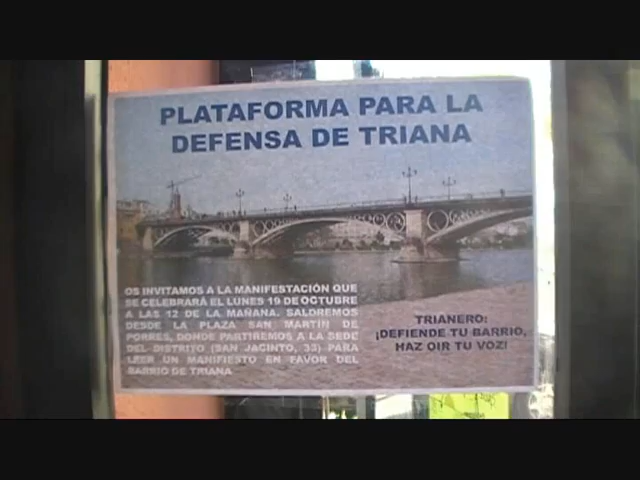 PLATAFORMA PARA LA
DEFENSA DE TRIANA
OS INVITAMOS A LA MANIFESTACIÓN QUE
SE CELEBRARÁ EL LUNES 19 DE OCTUBRE
A LAS 12 DE LA MAÑANA. SALDREMOS
DESDE LA PLAZA SAN MARTÍN DE
PORRES, DONDE PARTIREMOS A LA SEDE
DEL DISTRITO (SAN JACINTO, 33) PARA
LEER UN MANIFIESTO EN FAVOR DEL
BARRIO DE TRIANA
TRIANERO:
¡DEFIENDE TU BARRIO,
HAZ OIR TU VOZ!